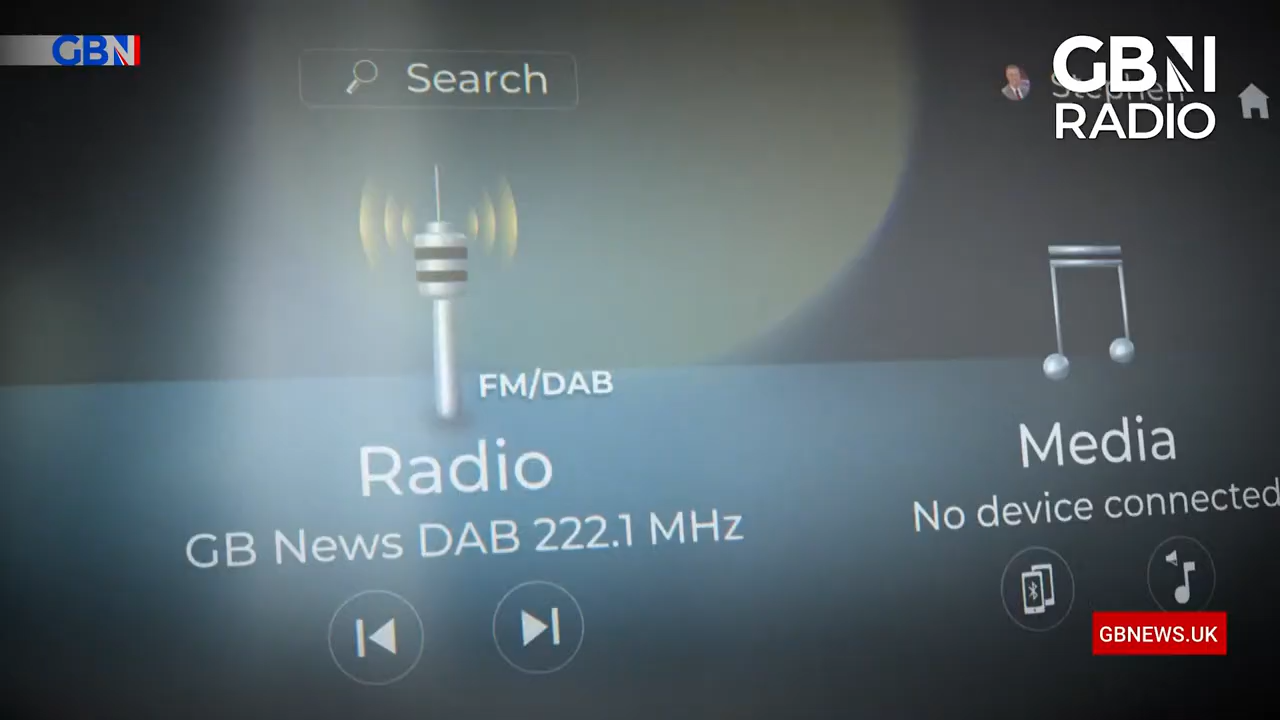 GBN
GBN
RADIO
Search
Stephen
FM/DAB
Radio
GB News DAB 222.1 MHz
Media
No device connected
GBNEWS.UK